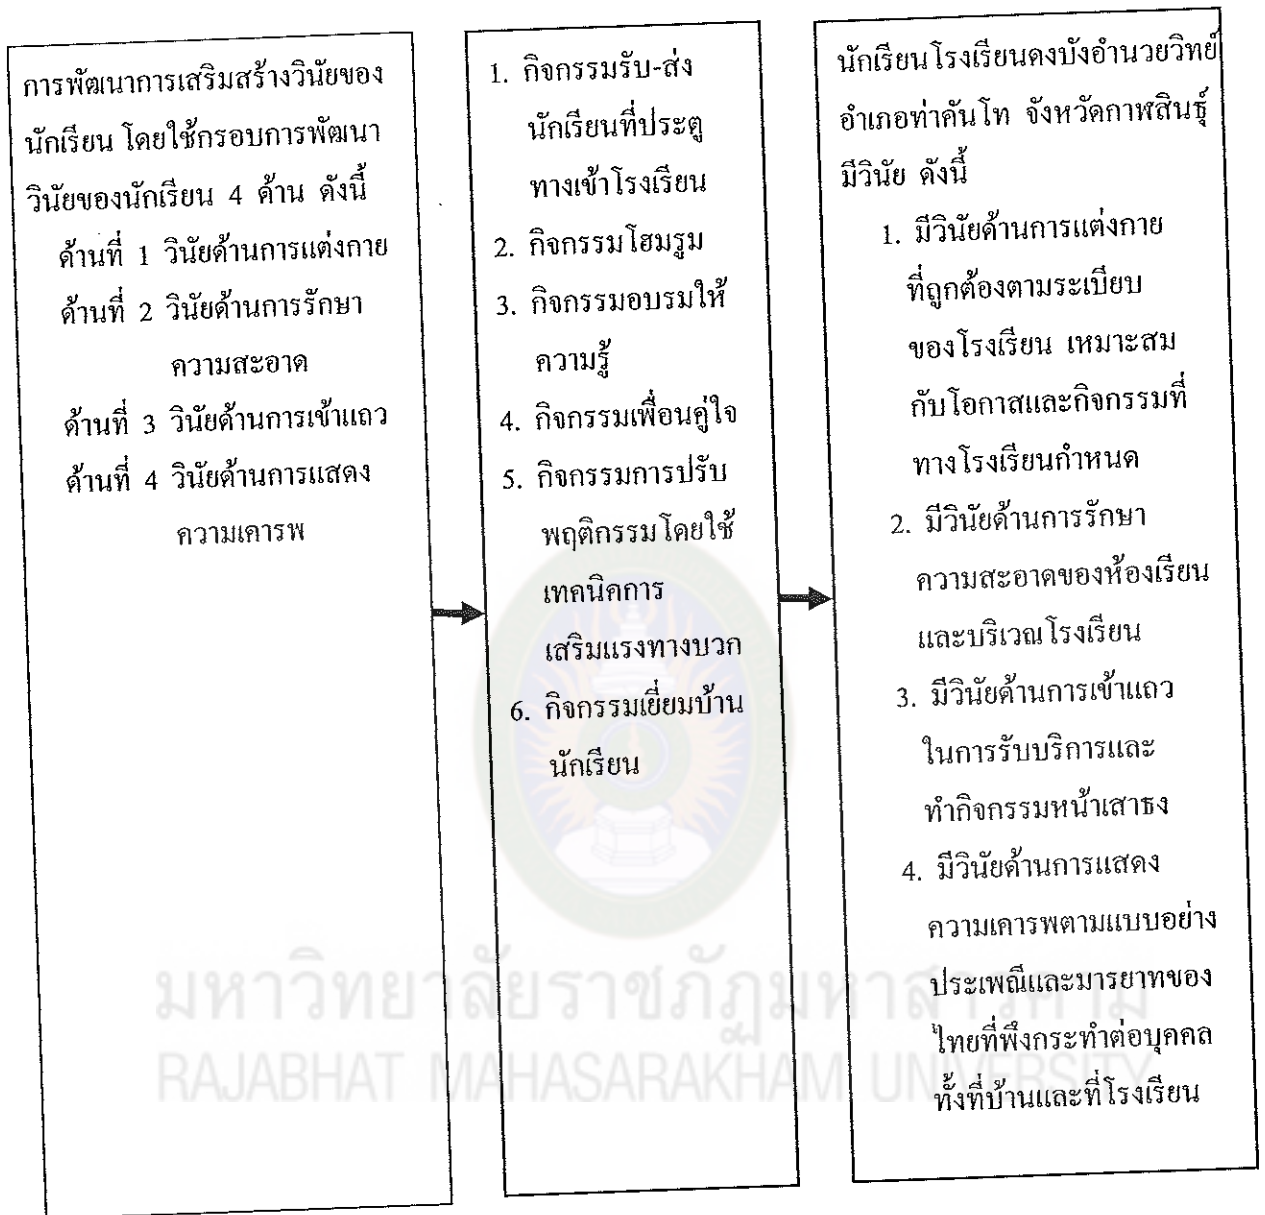 การพัฒนาการเสริมสร้างวินัยของ
นักเรียน โดยใช้กรอบการพัฒนา
วินัยของนักเรียน 4 ด้าน ดังนี้
ด้านที่ 1 วินัยด้านการแต่งกาย
ด้านที่ 2 วินัยด้านการรักษา
ความสะอาด
ด้านที่ 3 วินัยด้านการเข้าแถว
ด้านที่ 4 วินัยด้านการแสดง
ความเคารพ
1. กิจกรรมรับ-ส่ง
นักเรียนที่ประตู
ทางเข้าโรงเรียน
2. กิจกรรมโฮมรูม
3. กิจกรรมอบรมให้
ความรู้
4. กิจกรรมเพื่อนคู่ใจ
5. กิจกรรมการปรับ
พฤติกรรมโดยใช้
เทคนิคการ
เสริมแรงทางบวก
6. กิจกรรมเยี่ยมบ้าน
นักเรียน
นักเรียนโรงเรียนดงบังอำนวยวิทย์
อำเภอท่าคันโท จังหวัดกาฬสินธุ์
มีวินัย ดังนี้
1. มีวินัยด้านการแต่งกาย
ที่ถูกต้องตามระเบียบ
ของโรงเรียน เหมาะสม
กับโอกาสและกิจกรรมที่
ทางโรงเรียนกำหนด
2. มีวินัยด้านการรักษา
ความสะอาดของห้องเรียน
และบริเวณโรงเรียน
3. มีวินัยด้านการเข้าแถว
ในการรับบริการและ
ทำกิจกรรมหน้าเสาธง
4. มีวินัยด้านการแสดง
ความเคารพตามแบบอย่าง
ประเพณีและมารยาทของ
ไทยที่พึงกระทำต่อบุคคล
ทั้งที่บ้านและที่โรงเรียน
มหาวิทยาลัยราชภัฏมหาสารคาม
RAJABHAT MAHASARAKHAM UNIVERSITY